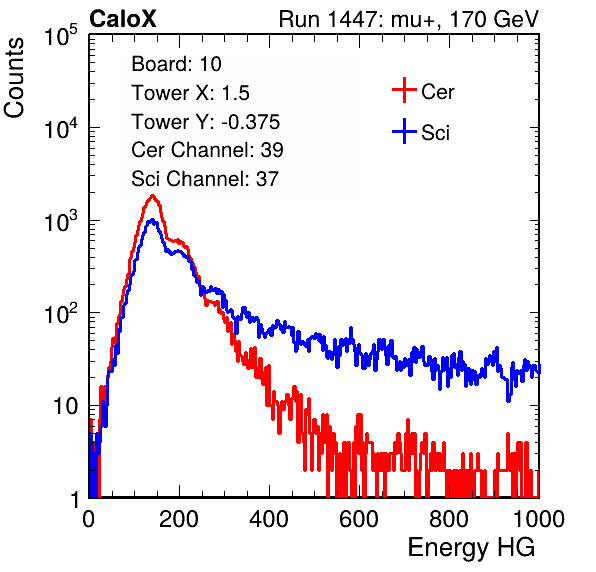 CaloX Run 1447: mu+, 170 GeV
Board: 10
Tower X: 1.5
Tower Y: -0.375
Cer Channel: 39
Sci Channel: 37
Cer
Sci
Counts
10^5
10^4
10^3
10^2
10
1
0 200 400 600 800 1000
Energy HG